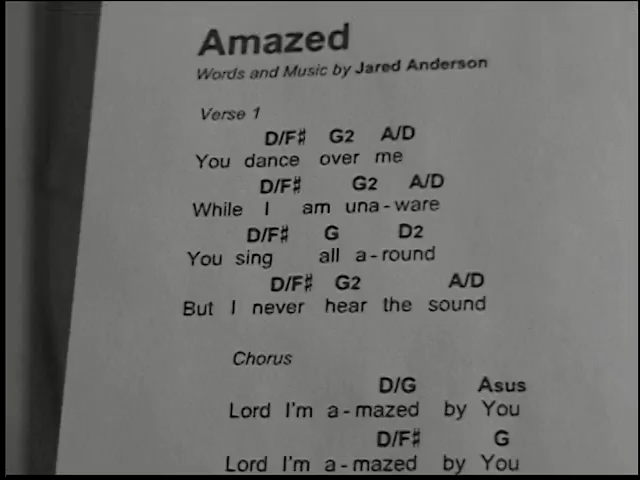 Amazed
Words and Music by Jared Anderson
Verse 1
D/F♯ G2 A/D
You dance over me
D/F♯ G2 A/D
While I am una-ware
D/F♯ G D2
You sing all a-round
D/F♯ G2 A/D
But I never hear the sound
Chorus
D/G Asus
Lord I'm a-mazed by You
D/F♯ G
Lord I'm a-mazed by You